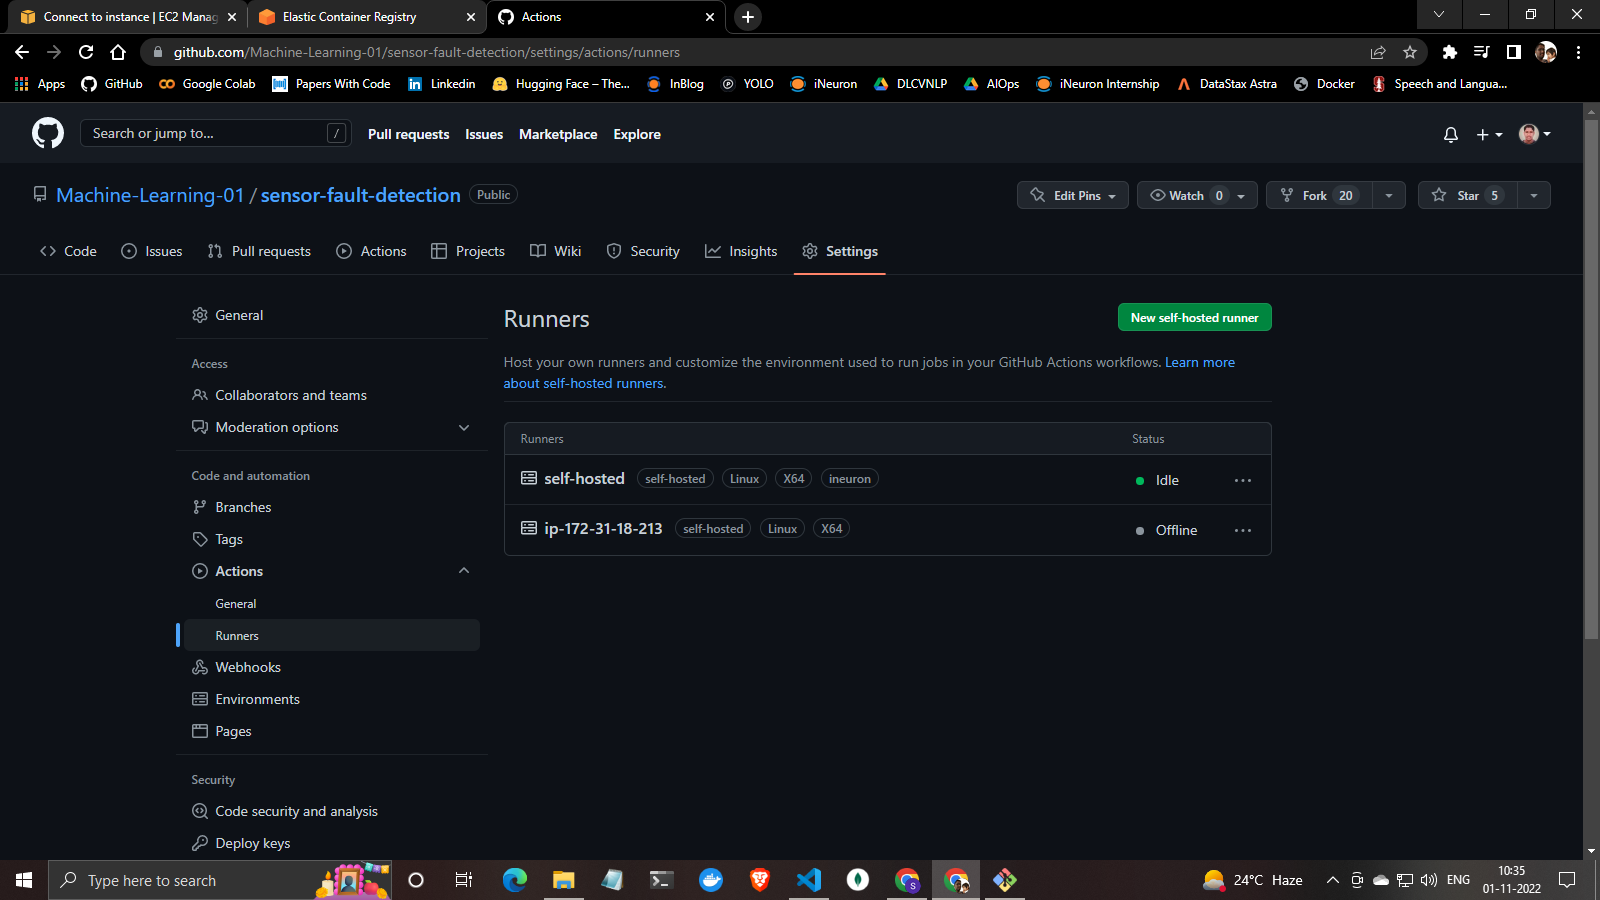 Connect to instance | EC2 Manag
Elastic Container Registry
Actions
github.com/Machine-Learning-01/sensor-fault-detection/settings/actions/runners
Apps GitHub Google Colab Papers With Code Linkedin Hugging Face – The... InBlog YOLO iNeuron DLCVNLP AIOps iNeuron Internship DataStax Astra Docker Speech and Langua...
Search or jump to... / Pull requests Issues Marketplace Explore
Machine-Learning-01 / sensor-fault-detection Public Edit Pins Watch 0 Fork 20 Star 5
Code Issues Pull requests Actions Projects Wiki Security Insights Settings
General
Access
Collaborators and teams
Moderation options
Code and automation
Branches
Tags
Actions
General
Runners
Webhooks
Environments
Pages
Security
Code security and analysis
Deploy keys
Runners New self-hosted runner
Host your own runners and customize the environment used to run jobs in your GitHub Actions workflows. Learn more
about self-hosted runners.
Runners Status
self-hosted self-hosted Linux X64 ineuron Idle
ip-172-31-18-213 self-hosted Linux X64 Offline
Type here to search
S
24°C Haze
ENG
10:35
01-11-2022